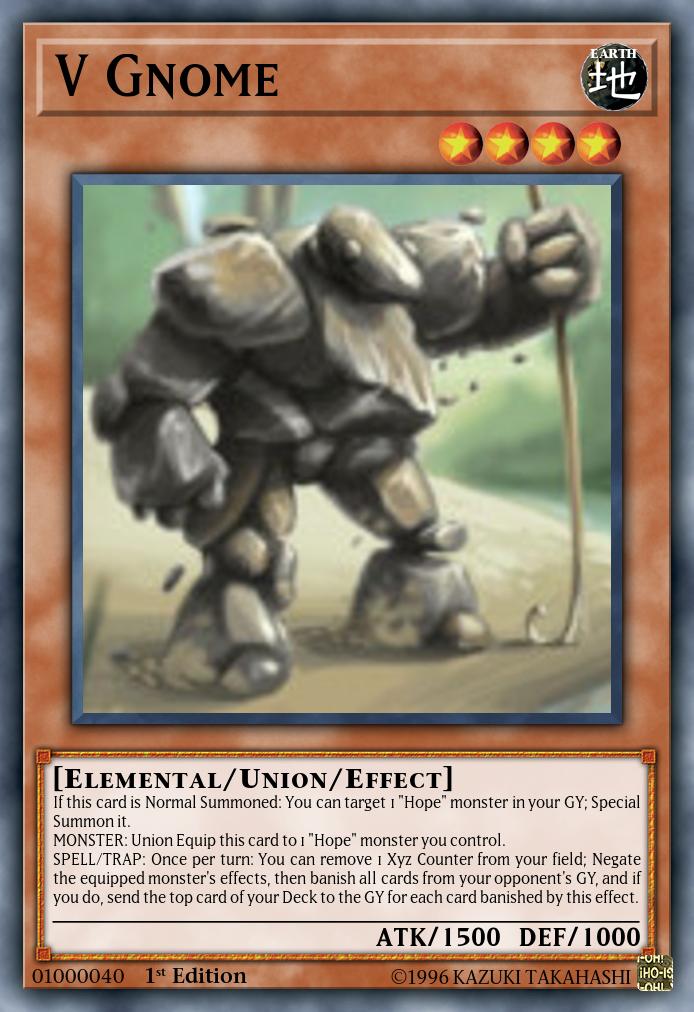 V Gnome
EARTH
地
[Elemental/Union/Effect]
If this card is Normal Summoned: You can target 1 "Hope" monster in your GY; Special
Summon it.
MONSTER: Union Equip this card to 1 "Hope" monster you control.
SPELL/TRAP: Once per turn: You can remove 1 Xyz Counter from your field; Negate
the equipped monster's effects, then banish all cards from your opponent's GY, and if
you do, send the top card of your Deck to the GY for each card banished by this effect.
ATK/1500 DEF/1000
01000040 1st Edition ©1996 KAZUKI TAKAHASHI